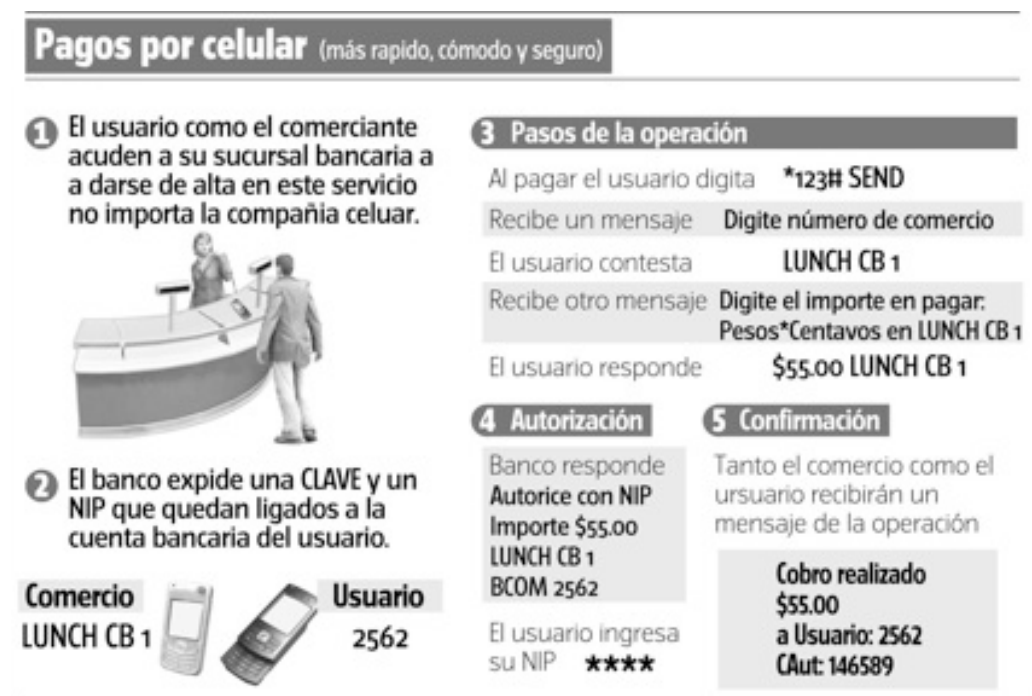 Pagos por celular (más rapido, cómodo y seguro)
1 El usuario como el comerciante
acuden a su sucursal bancaria a
a darse de alta en este servicio
no importa la compañia celuar.
2 El banco expide una CLAVE y un
NIP que quedan ligados a la
cuenta bancaria del usuario.
Comercio
LUNCH CB 1
Usuario
2562
3 Pasos de la operación
Al pagar el usuario digita *123# SEND
Recibe un mensaje Digite número de comercio
El usuario contesta LUNCH CB 1
Recibe otro mensaje Digite el importe en pagar:
Pesos*Centavos en LUNCH CB 1
El usuario responde $55.00 LUNCH CB 1
4 Autorización
Banco responde
Autorice con NIP
Importe $55.00
LUNCH CB 1
BCOM 2562
El usuario ingresa
su NIP ****
5 Confirmación
Tanto el comercio como el
ursuario recibirán un
mensaje de la operación
Cobro realizado
$55.00
a Usuario: 2562
CAut: 146589